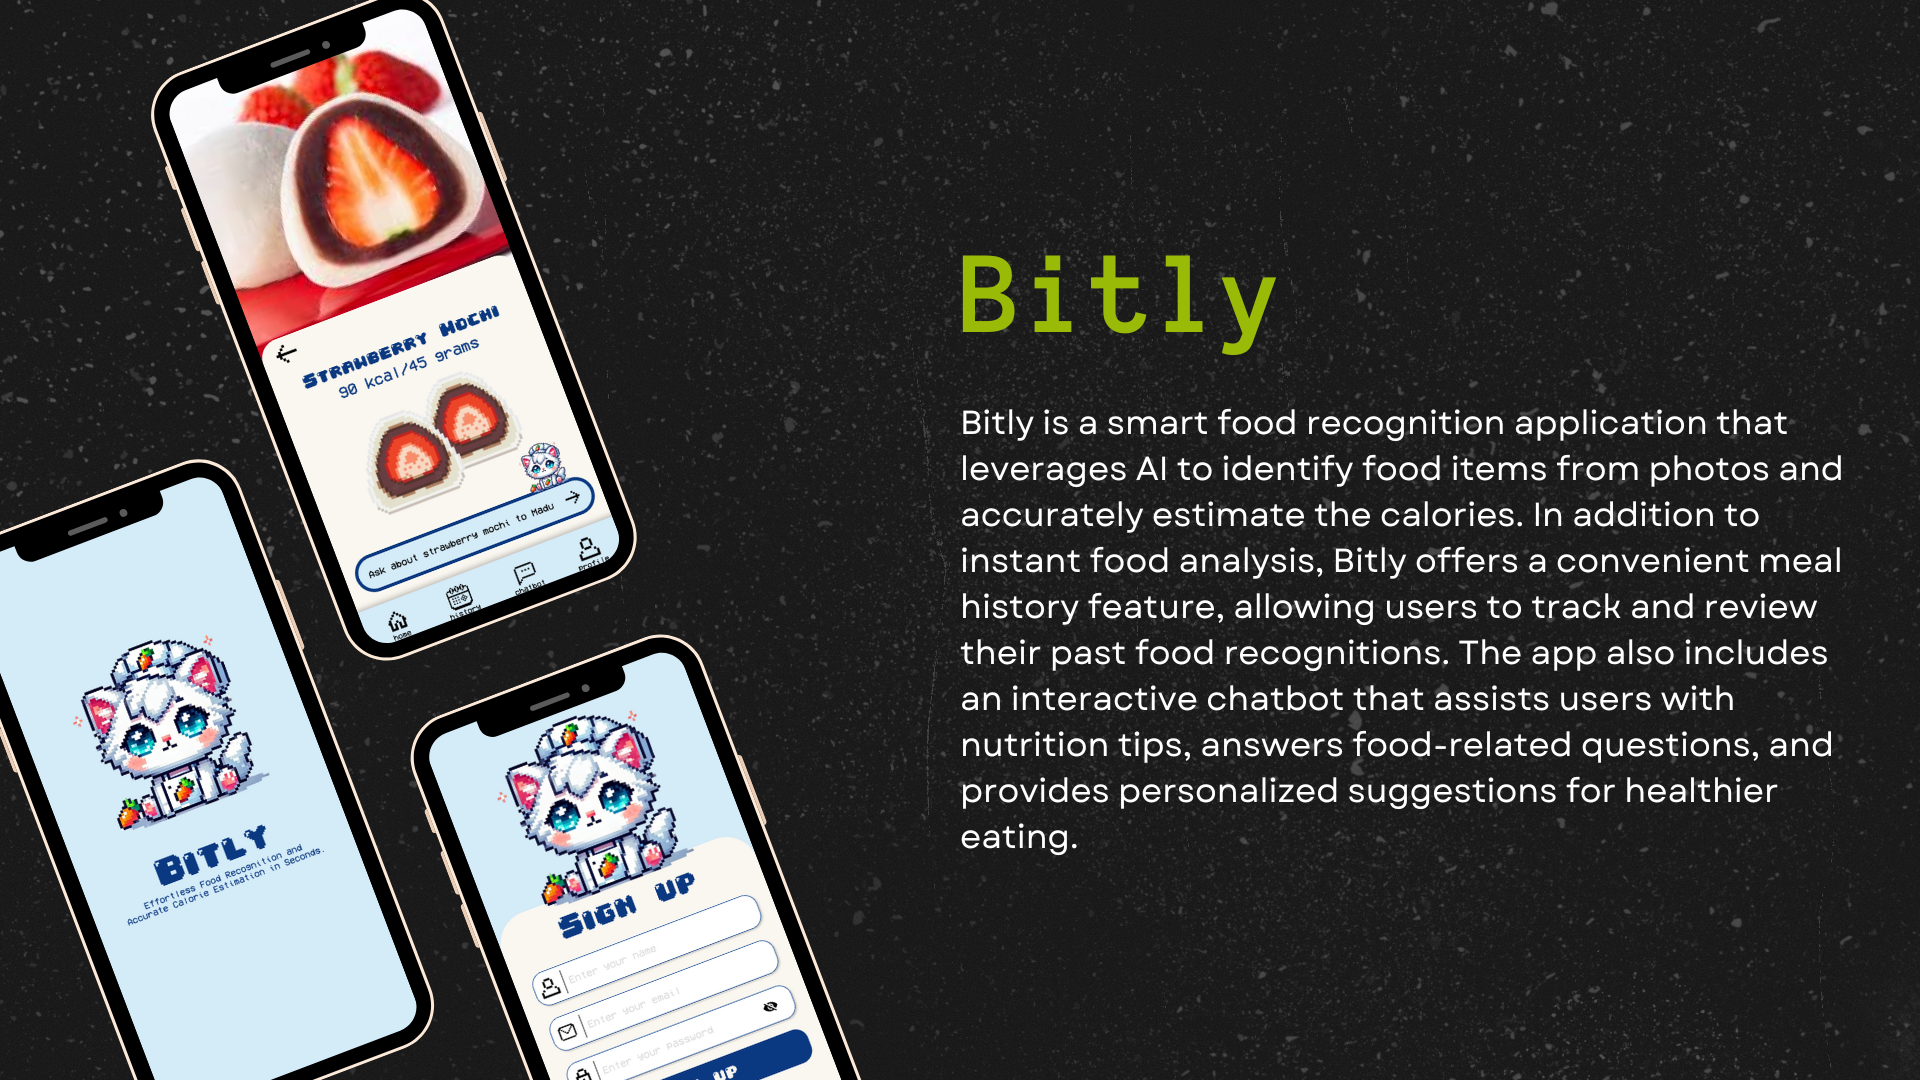 Strawberry Mochi
90 kcal/45 grams
Ask about strawberry mochi to Madu
home
history
chatbot
Profile
BITLY
Effortless Food Recognition and
Accurate Calorie Estimation in Seconds.
SIGN UP
Enter your name
Enter your email
Enter your password
UP
Bitly
Bitly is a smart food recognition application that
leverages AI to identify food items from photos and
accurately estimate the calories. In addition to
instant food analysis, Bitly offers a convenient meal
history feature, allowing users to track and review
their past food recognitions. The app also includes
an interactive chatbot that assists users with
nutrition tips, answers food-related questions, and
provides personalized suggestions for healthier
eating.